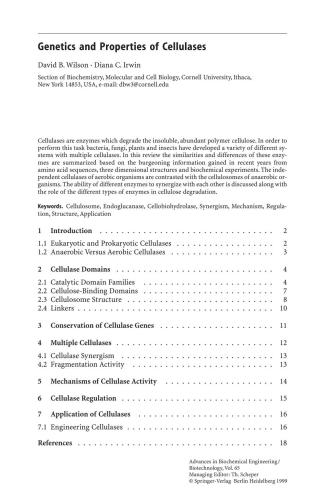 Genetics and Properties of Cellulases
David B. Wilson · Diana C. Irwin
Section of Biochemistry, Molecular and Cell Biology, Cornell University, Ithaca,
New York 14853, USA, e-mail: dbw3@cornell.edu
Cellulases are enzymes which degrade the insoluble, abundant polymer cellulose. In order to
perform this task bacteria, fungi, plants and insects have developed a variety of different sy-
stems with multiple cellulases. In this review the similarities and differences of these enzy-
mes are summarized based on the burgeoning information gained in recent years from
amino acid sequences, three dimensional structures and biochemical experiments. The inde-
pendent cellulases of aerobic organisms are contrasted with the cellulosomes of anaerobic or-
ganisms. The ability of different enzymes to synergize with each other is discussed along with
the role of the different types of enzymes in cellulose degradation.
Keywords. Cellulosome, Endoglucanase, Cellobiohydrolase, Synergism, Mechanism, Regula-
tion, Structure, Application
1 Introduction . . . . . . . . . . . . . . . . . . . . . . . . . . . . . . 2
1.1 Eukaryotic and Prokaryotic Cellulases . . . . . . . . . . . . . . . . 2
1.2 Anaerobic Versus Aerobic Cellulases . . . . . . . . . . . . . . . . . 3
2 Cellulase Domains . . . . . . . . . . . . . . . . . . . . . . . . . . . 4
2.1 Catalytic Domain Families . . . . . . . . . . . . . . . . . . . . . . 4
2.2 Cellulose-Binding Domains . . . . . . . . . . . . . . . . . . . . . . 7
2.3 Cellulosome Structure . . . . . . . . . . . . . . . . . . . . . . . . . 8
2.4 Linkers . . . . . . . . . . . . . . . . . . . . . . . . . . . . . . . . . 10
3 Conservation of Cellulase Genes . . . . . . . . . . . . . . . . . . . 11
4 Multiple Cellulases . . . . . . . . . . . . . . . . . . . . . . . . . . . 12
4.1 Cellulase Synergism . . . . . . . . . . . . . . . . . . . . . . . . . . 13
4.2 Fragmentation Activity . . . . . . . . . . . . . . . . . . . . . . . . 13
5 Mechanisms of Cellulase Activity . . . . . . . . . . . . . . . . . . 14
6 Cellulase Regulation . . . . . . . . . . . . . . . . . . . . . . . . . . 15
7 Application of Cellulases . . . . . . . . . . . . . . . . . . . . . . . 16
7.1 Engineering Cellulases . . . . . . . . . . . . . . . . . . . . . . . . . 16
References . . . . . . . . . . . . . . . . . . . . . . . . . . . . . . . . . . 18
Advances in Biochemical Engineering/
Biotechnology, Vol. 65
Managing Editor: Th. Scheper
© Springer-Verlag Berlin Heidelberg 1999